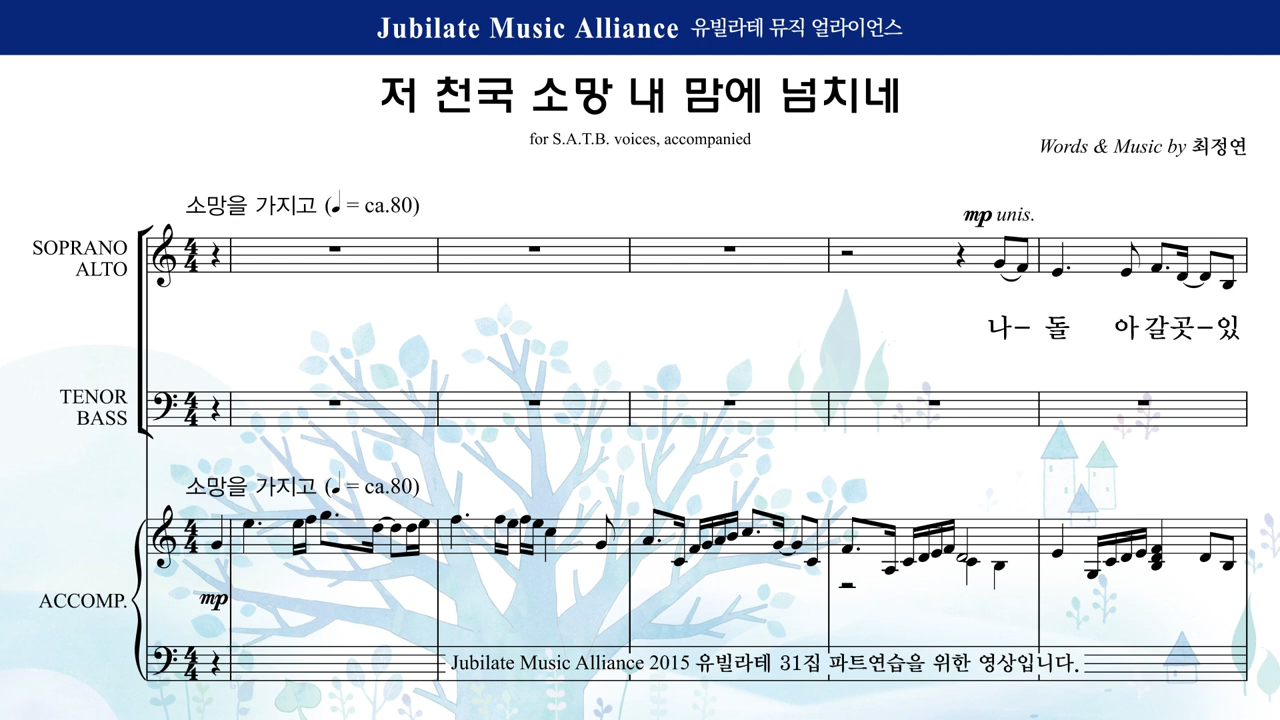 Jubilate Music Alliance 유빌라테 뮤직 얼라이언스
저 천국 소망 내 맘에 넘치네
for S.A.T.B. voices, accompanied
Words & Music by 최정연
소망을 가지고 (♩ = ca.80)
mp unis.
SOPRANO
ALTO
나– 돌 아 갈 곳– 있
TENOR
BASS
소망을 가지고 (♩ = ca.80)
mp
ACCOMP.
Jubilate Music Alliance 2015 유빌라테 31집 파트연습을 위한 영상입니다.